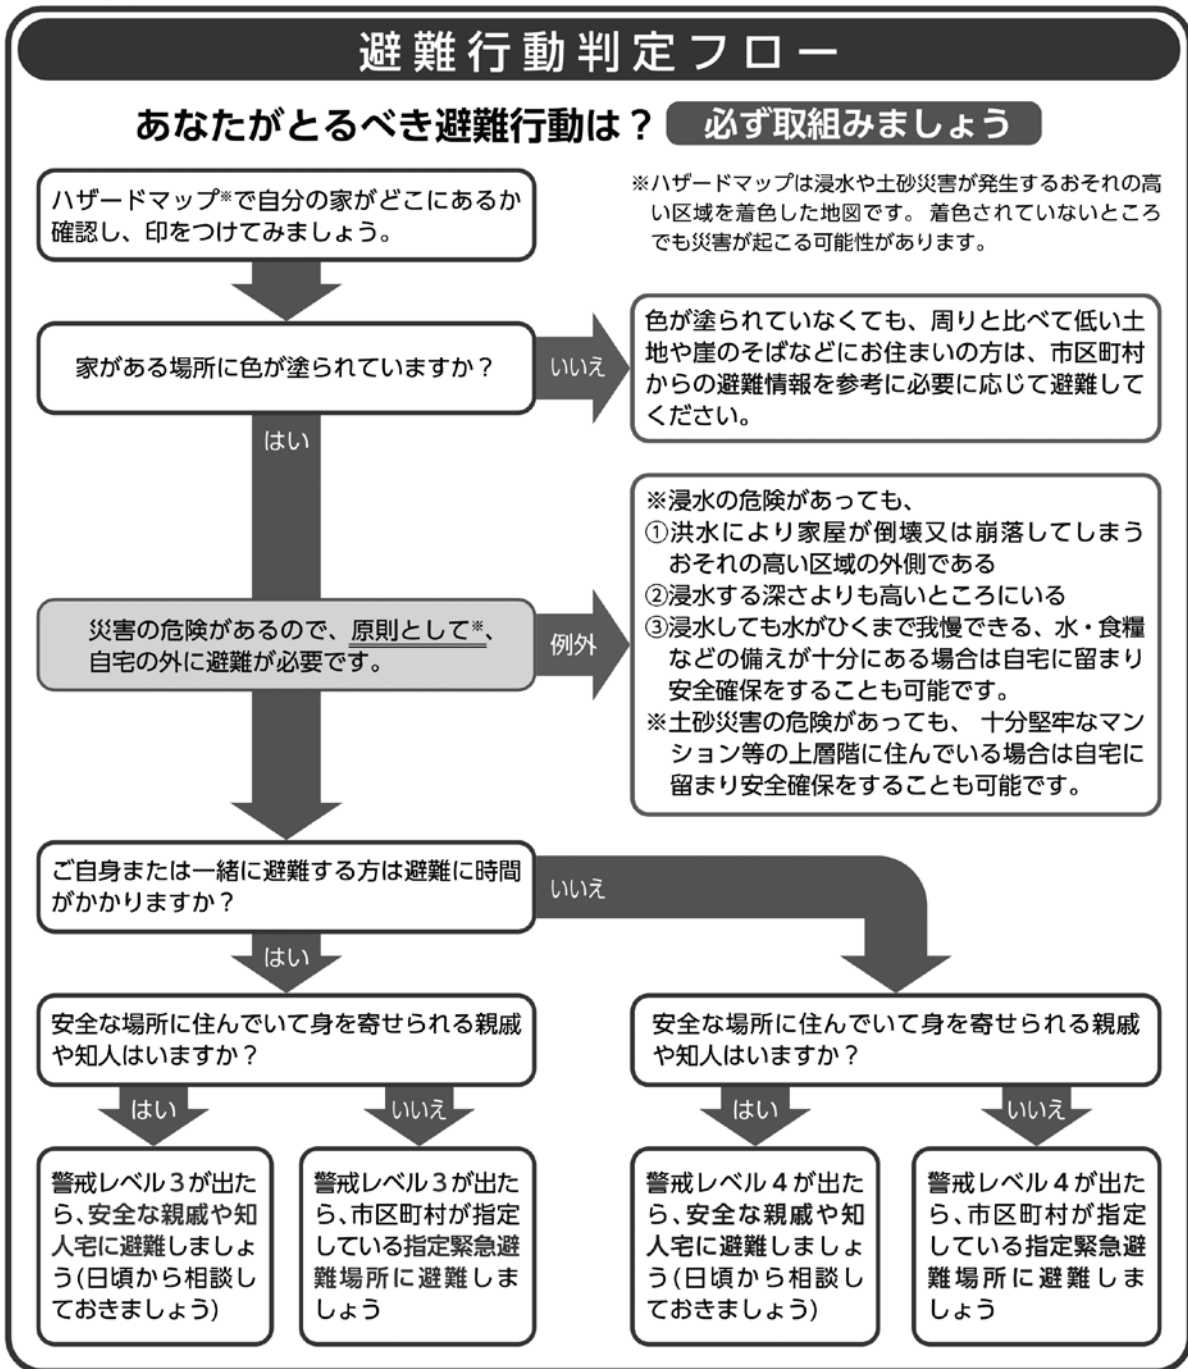 避難行動判定フロー
あなたがとるべき避難行動は？ 必ず取組みましょう
ハザードマップ※で自分の家がどこにあるか
確認し、印をつけてみましょう。
※ハザードマップは浸水や土砂災害が発生するおそれの高
い区域を着色した地図です。 着色されていないところ
でも災害が起こる可能性があります。
家がある場所に色が塗られていますか？
いいえ
色が塗られていなくても、周りと比べて低い土
地や崖のそばなどにお住まいの方は、市区町村
からの避難情報を参考に必要に応じて避難して
ください。
はい
災害の危険があるので、原則として※、
自宅の外に避難が必要です。
例外
※浸水の危険があっても、
①洪水により家屋が倒壊又は崩落してしまう
おそれの高い区域の外側である
②浸水する深さよりも高いところにいる
③浸水しても水がひくまで我慢できる、水・食糧
などの備えが十分にある場合は自宅に留まり
安全確保をすることも可能です。
※土砂災害の危険があっても、 十分堅牢なマン
ション等の上層階に住んでいる場合は自宅に
留まり安全確保をすることも可能です。
ご自身または一緒に避難する方は避難に時間
がかかりますか？
いいえ
はい
安全な場所に住んでいて身を寄せられる親戚
や知人はいますか？
はい
いいえ
警戒レベル３が出た
ら、安全な親戚や知
人宅に避難しましょ
う(日頃から相談し
ておきましょう)
警戒レベル３が出た
ら、市区町村が指定
している指定緊急避
難場所に避難しま
しょう
安全な場所に住んでいて身を寄せられる親戚
や知人はいますか？
はい
いいえ
警戒レベル４が出た
ら、安全な親戚や知
人宅に避難しましょ
う(日頃から相談し
ておきましょう)
警戒レベル４が出た
ら、市区町村が指定
している指定緊急避
難場所に避難しま
しょう